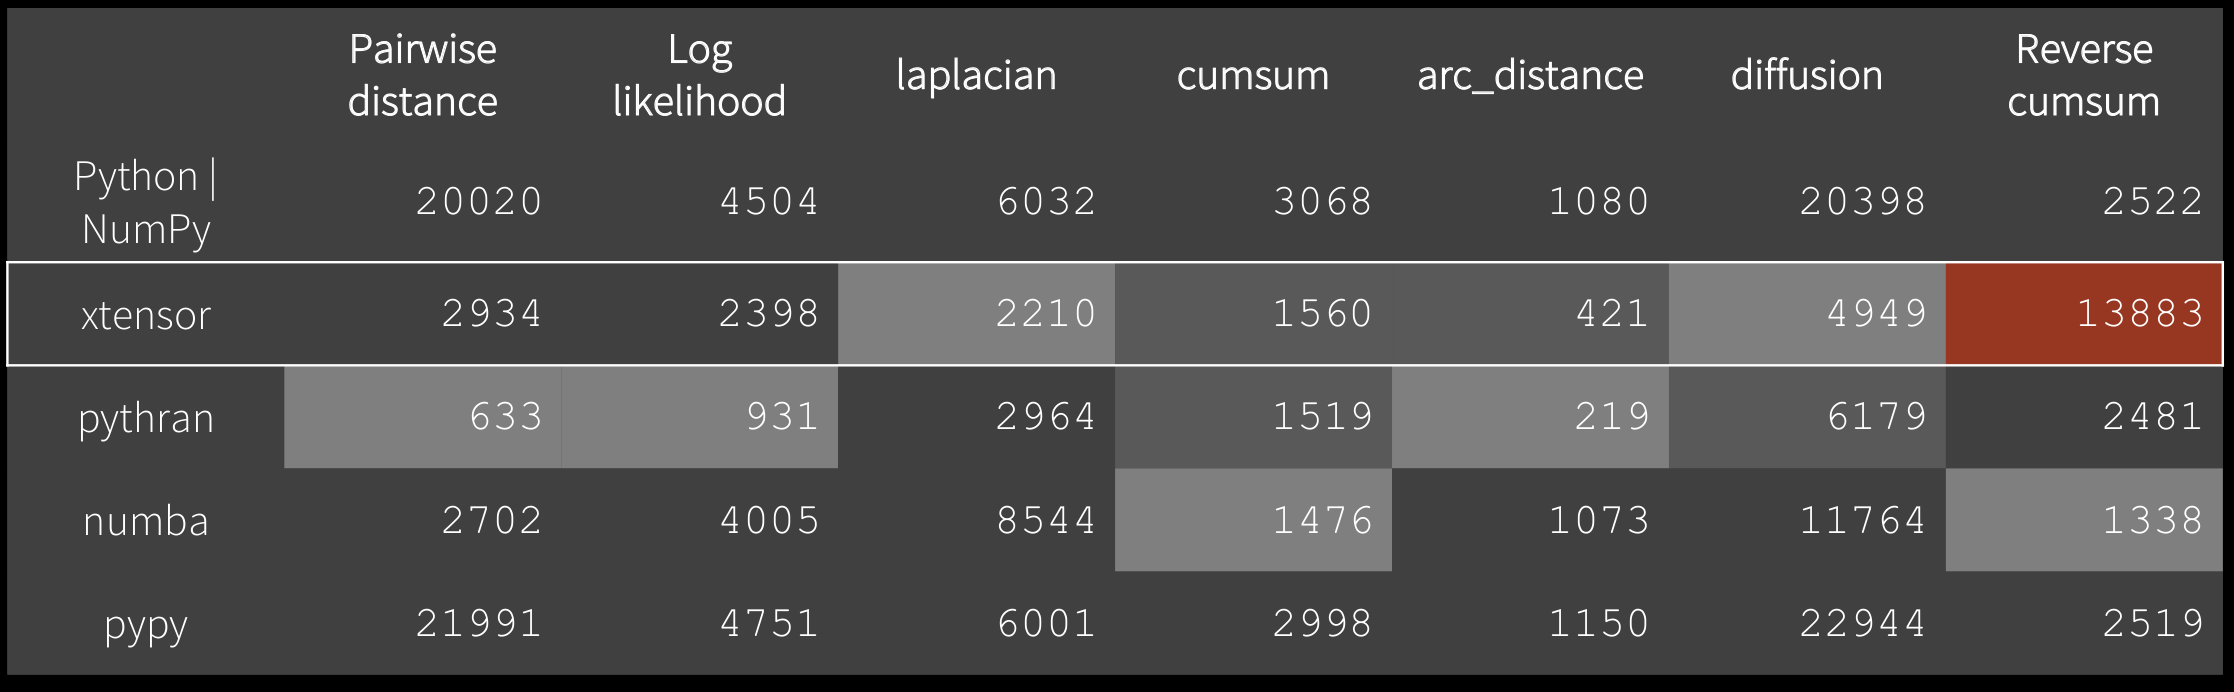 Pairwise distance Log likelihood laplacian cumsum arc_distance diffusion Reverse cumsum
Python | NumPy 20020 4504 6032 3068 1080 20398 2522
xtensor 2934 2398 2210 1560 421 4949 13883
pythran 633 931 2964 1519 219 6179 2481
numba 2702 4005 8544 1476 1073 11764 1338
pypy 21991 4751 6001 2998 1150 22944 2519